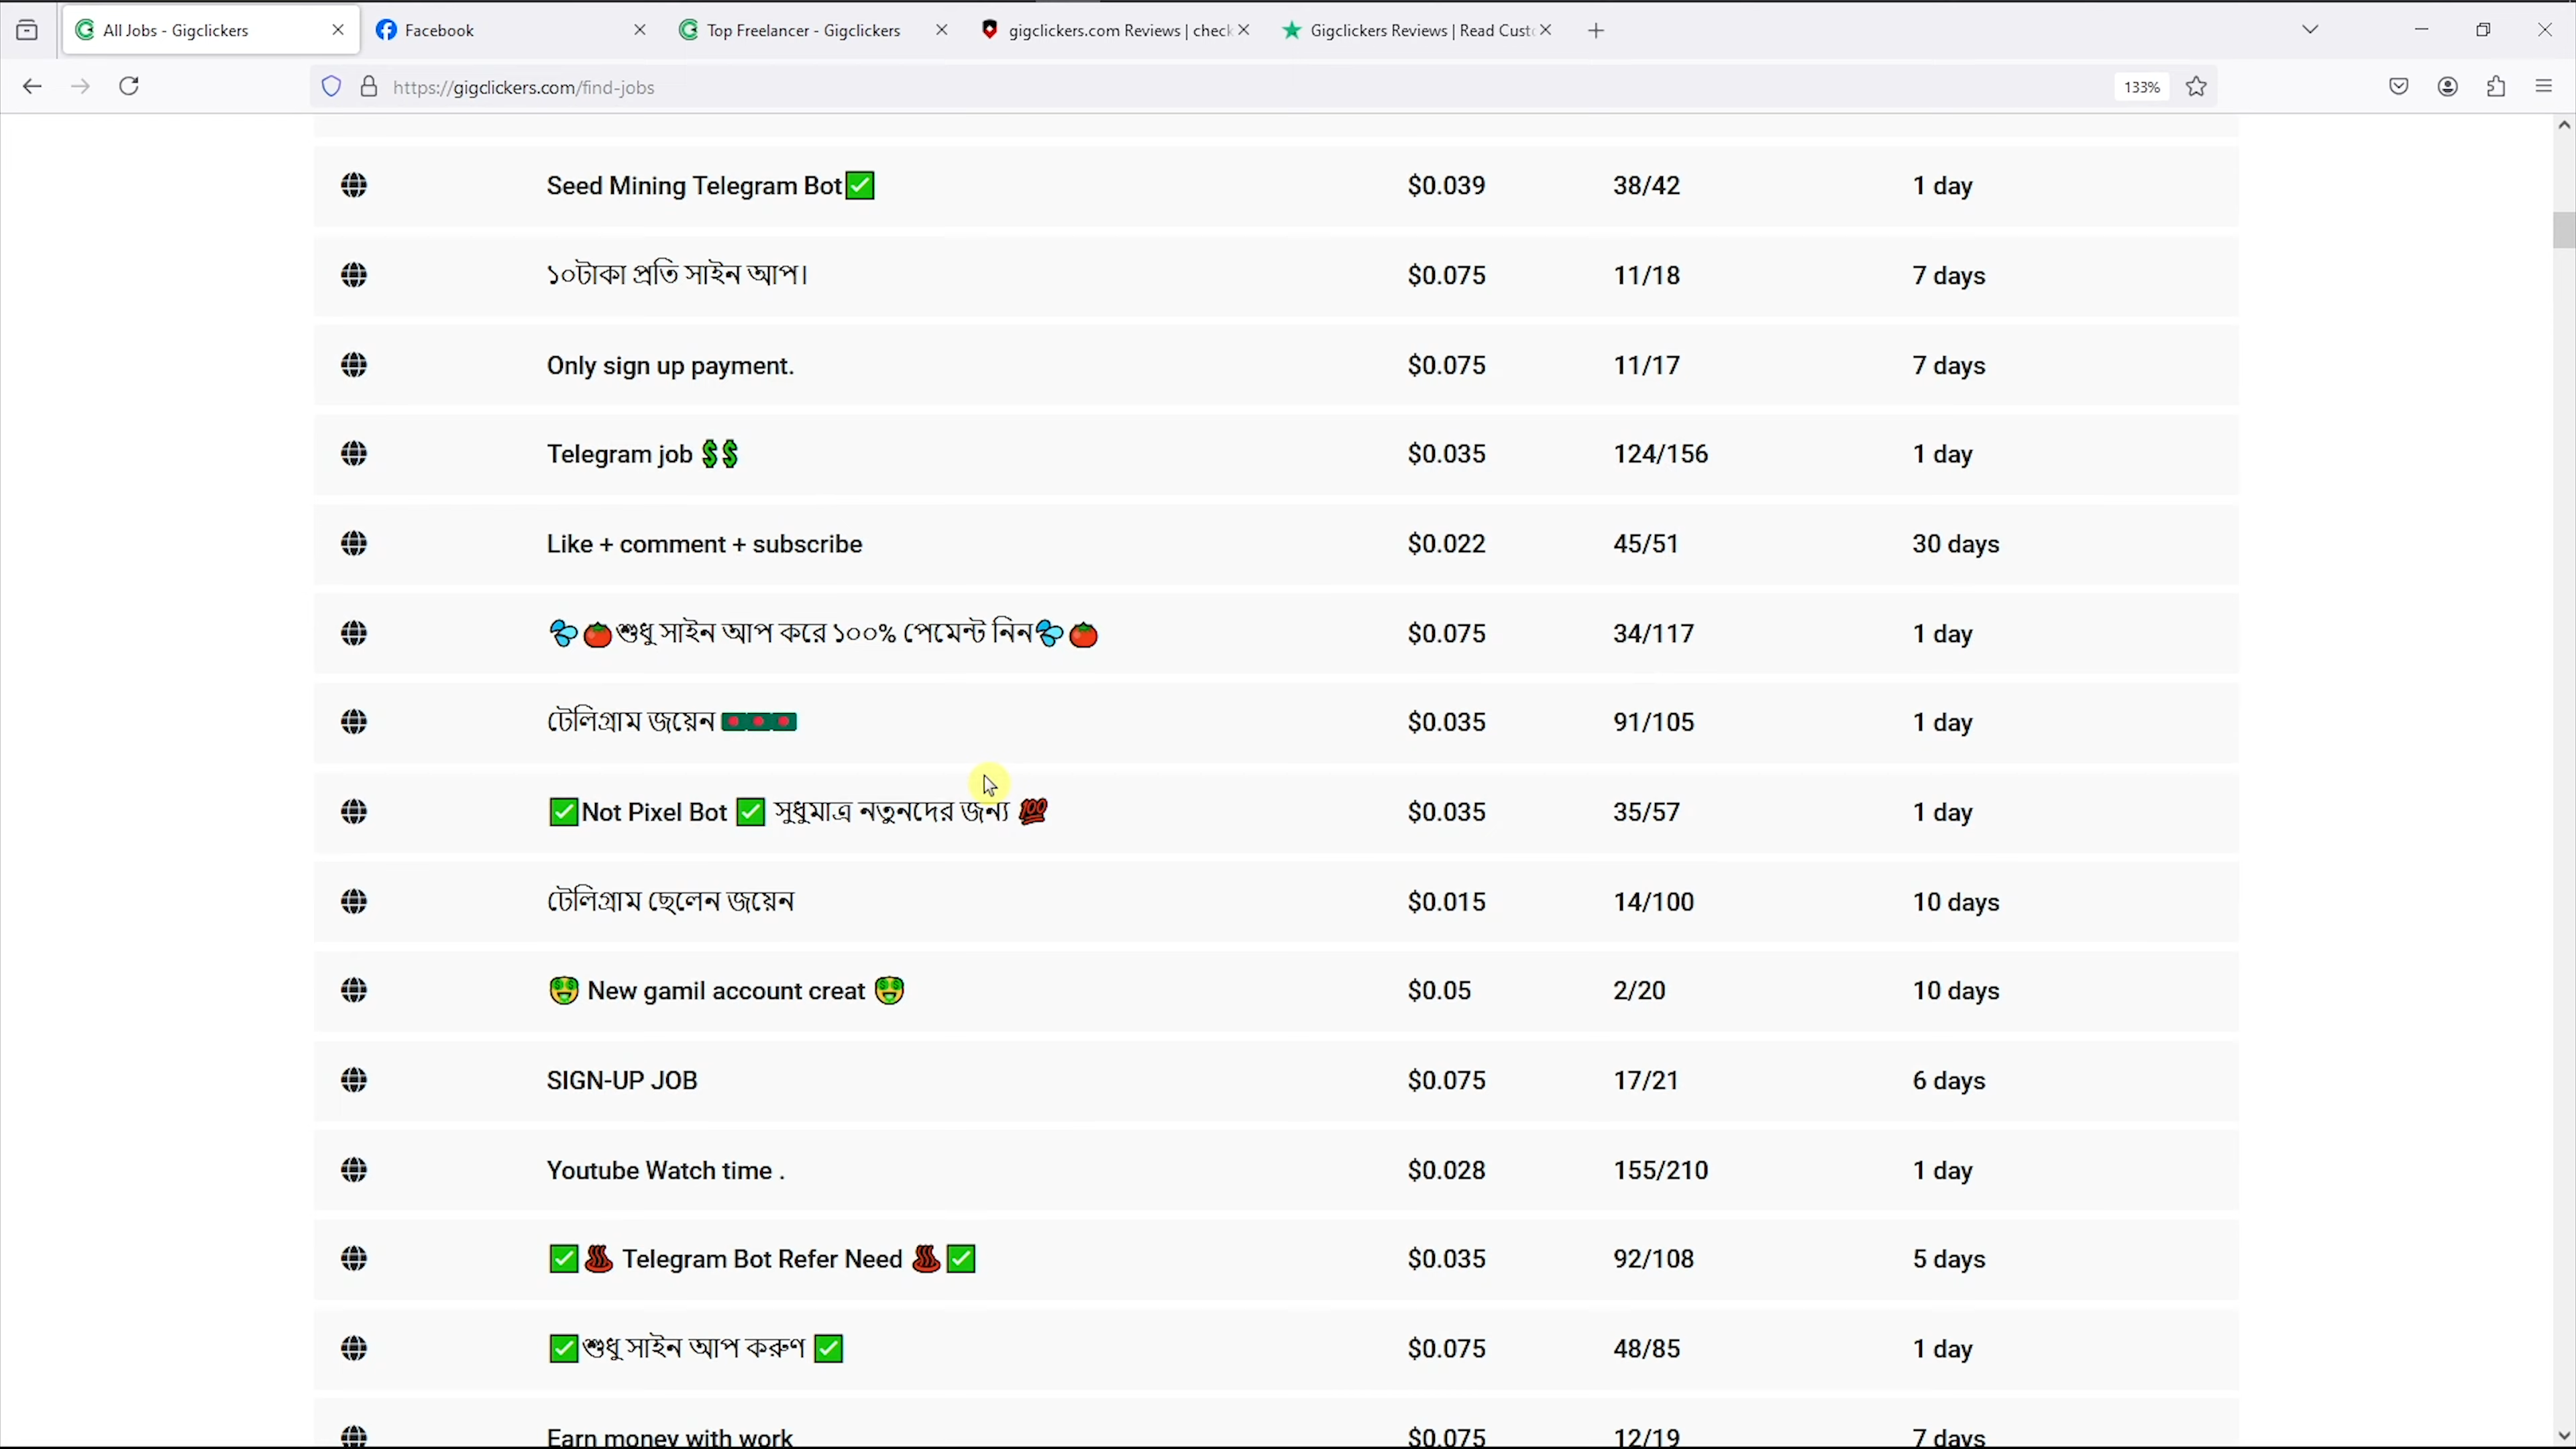 All Jobs - Gigclickers
Facebook
Top Freelancer - Gigclickers
gigclickers.com Reviews | check
Gigclickers Reviews | Read Cust
https://gigclickers.com/find-jobs
133%
Seed Mining Telegram Bot✅ $0.039 38/42 1 day
১০টাকা প্রতি সাইন আপ। $0.075 11/18 7 days
Only sign up payment. $0.075 11/17 7 days
Telegram job 💲💲 $0.035 124/156 1 day
Like + comment + subscribe $0.022 45/51 30 days
💦🍅শুধু সাইন আপ করে ১০০% পেমেন্ট নিন💦🍅 $0.075 34/117 1 day
টেলিগ্রাম জয়েন 🇧🇩🇧🇩🇧🇩 $0.035 91/105 1 day
✅Not Pixel Bot ✅ সুধুমাত্র নতুনদের জন্য 💯 $0.035 35/57 1 day
টেলিগ্রাম ছেলেন জয়েন $0.015 14/100 10 days
🤑 New gamil account creat 🤑 $0.05 2/20 10 days
SIGN-UP JOB $0.075 17/21 6 days
Youtube Watch time . $0.028 155/210 1 day
✅♨️ Telegram Bot Refer Need ♨️✅ $0.035 92/108 5 days
✅শুধু সাইন আপ করুণ ✅ $0.075 48/85 1 day
Earn money with work $0.075 12/19 7 days